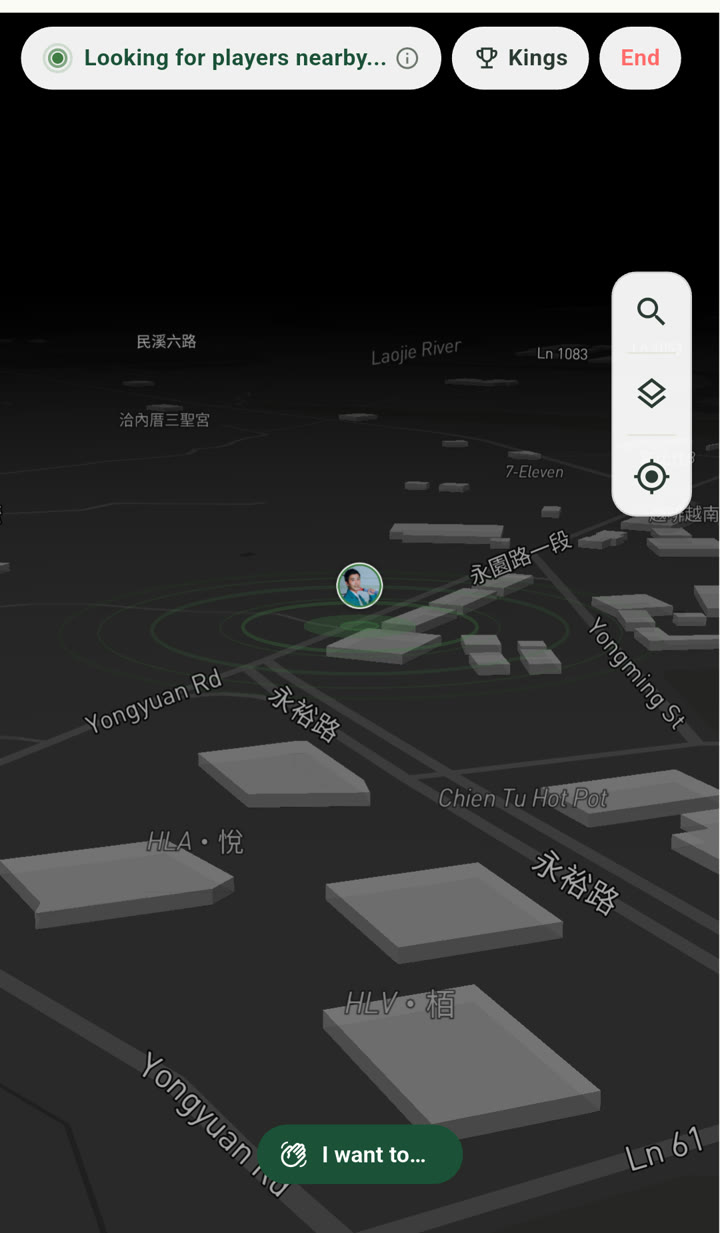 Looking for players nearby...
Kings
End
民溪六路
Laojie River
Ln 1083
洽內厝三聖宮
7-Eleven
越南
永園路一段
Yongyuan Rd
永裕路
Yongming St
Chien Tu Hot Pot
HLA•悅
永裕路
HLV•栢
Yongyuan Rd
I want to...
Ln 61